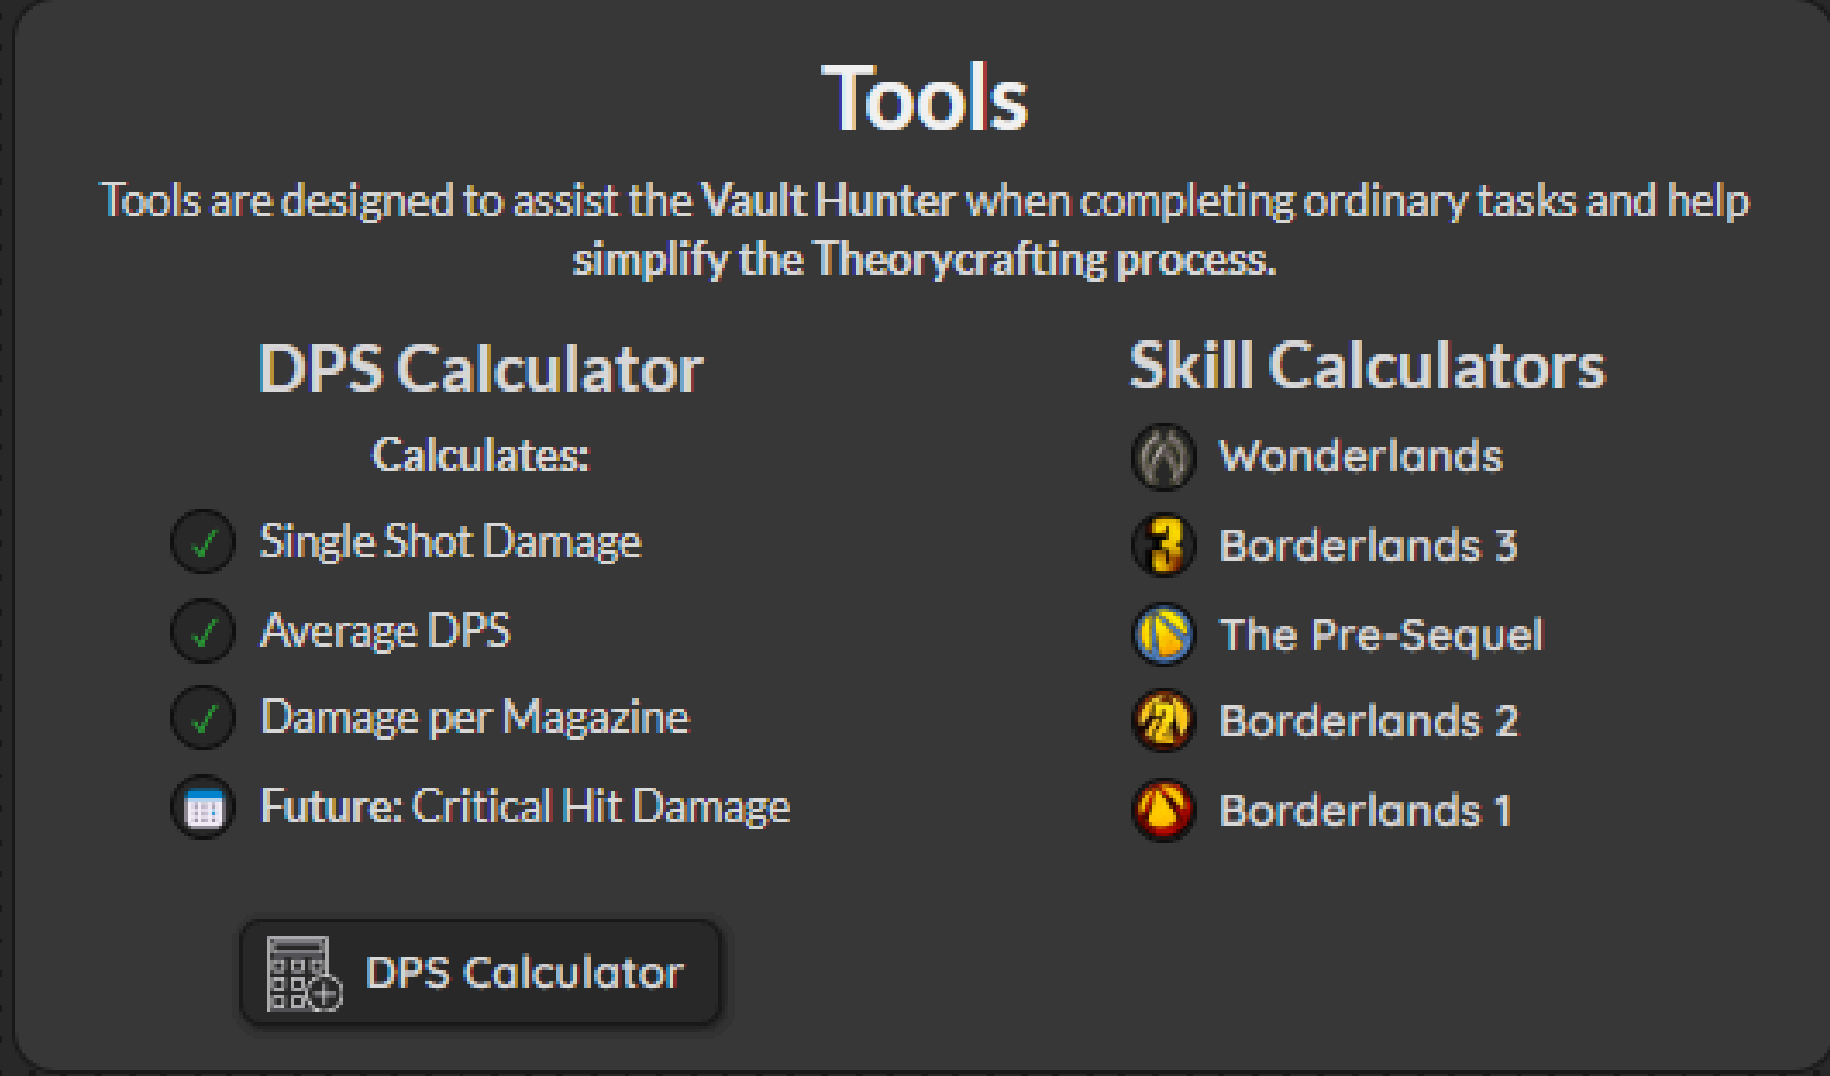 Tools
Tools are designed to assist the Vault Hunter when completing ordinary tasks and help
simplify the Theorycrafting process.
DPS Calculator
Calculates:
Single Shot Damage
Average DPS
Damage per Magazine
Future: Critical Hit Damage
DPS Calculator
Skill Calculators
Wonderlands
3
Borderlands 3
The Pre-Sequel
2
Borderlands 2
Borderlands 1